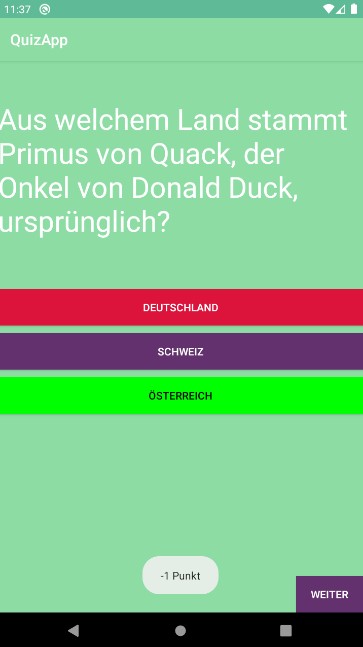 11:37
QuizApp
Aus welchem Land stammt
Primus von Quack, der
Onkel von Donald Duck,
ursprünglich?
DEUTSCHLAND
SCHWEIZ
ÖSTERREICH
-1 Punkt
WEITER